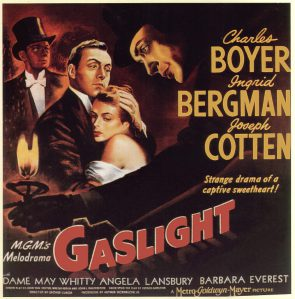 Charles
BOYER
Ingrid
BERGMAN
Joseph
COTTEN
Strange drama of a
captive sweetheart!
M.G.M.'s
Melodrama
GASLIGHT
DAME MAY WHITTY ANGELA LANSBURY BARBARA EVEREST
A Metro-Goldwyn-Mayer PICTURE